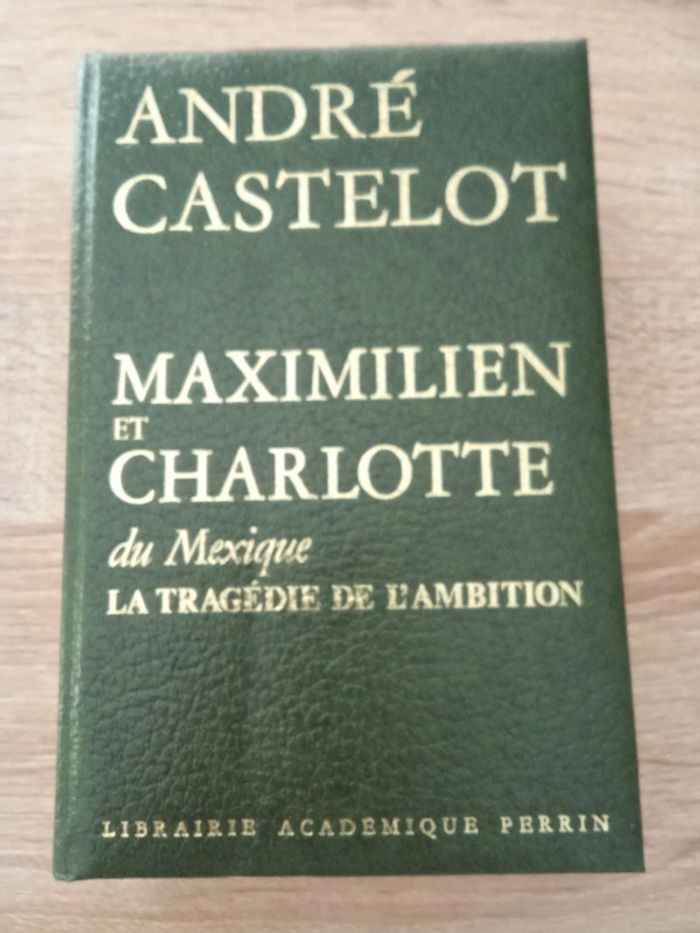 ANDRÉ
CASTELOT
MAXIMILIEN
ET
CHARLOTTE
du Mexique
LA TRAGÉDIE DE L'AMBITION
LIBRAIRIE ACADÉMIQUE PERRIN